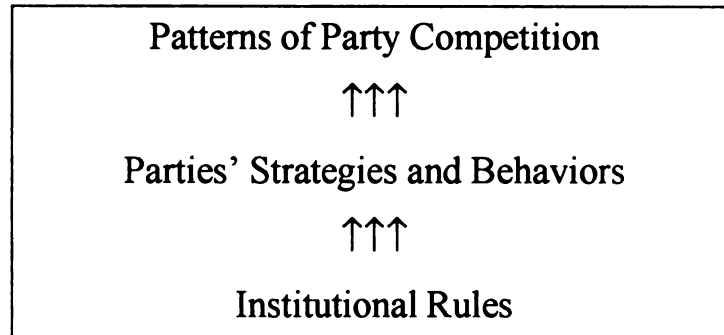 Patterns of Party Competition
↑↑↑
Parties’ Strategies and Behaviors
↑↑↑
Institutional Rules